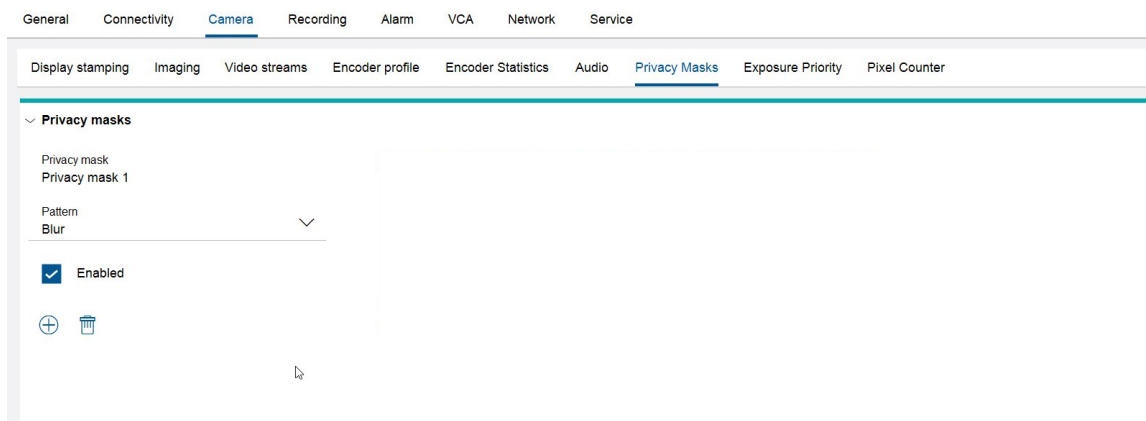 General Connectivity Camera Recording Alarm VCA Network Service
Display stamping Imaging Video streams Encoder profile Encoder Statistics Audio Privacy Masks Exposure Priority Pixel Counter
Privacy masks
Privacy mask
Privacy mask 1
Pattern
Blur
Enabled